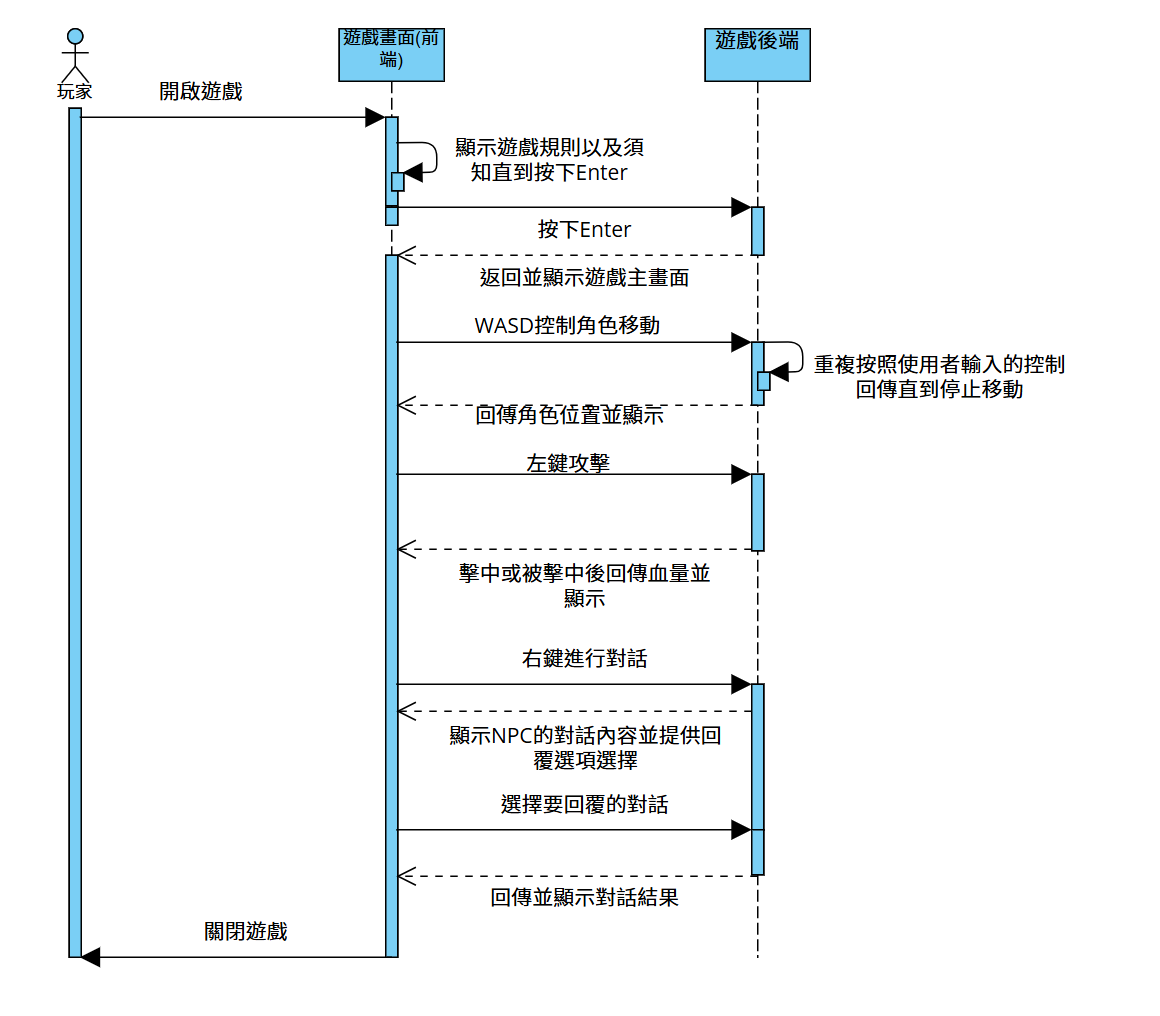 玩家
遊戲畫面(前
端)
遊戲後端
開啟遊戲
顯示遊戲規則以及須
知直到按下Enter
按下Enter
返回並顯示遊戲主畫面
WASD控制角色移動
重複按照使用者輸入的控制
回傳直到停止移動
回傳角色位置並顯示
左鍵攻擊
擊中或被擊中後回傳血量並
顯示
右鍵進行對話
顯示NPC的對話內容並提供回
覆選項選擇
選擇要回覆的對話
回傳並顯示對話結果
關閉遊戲